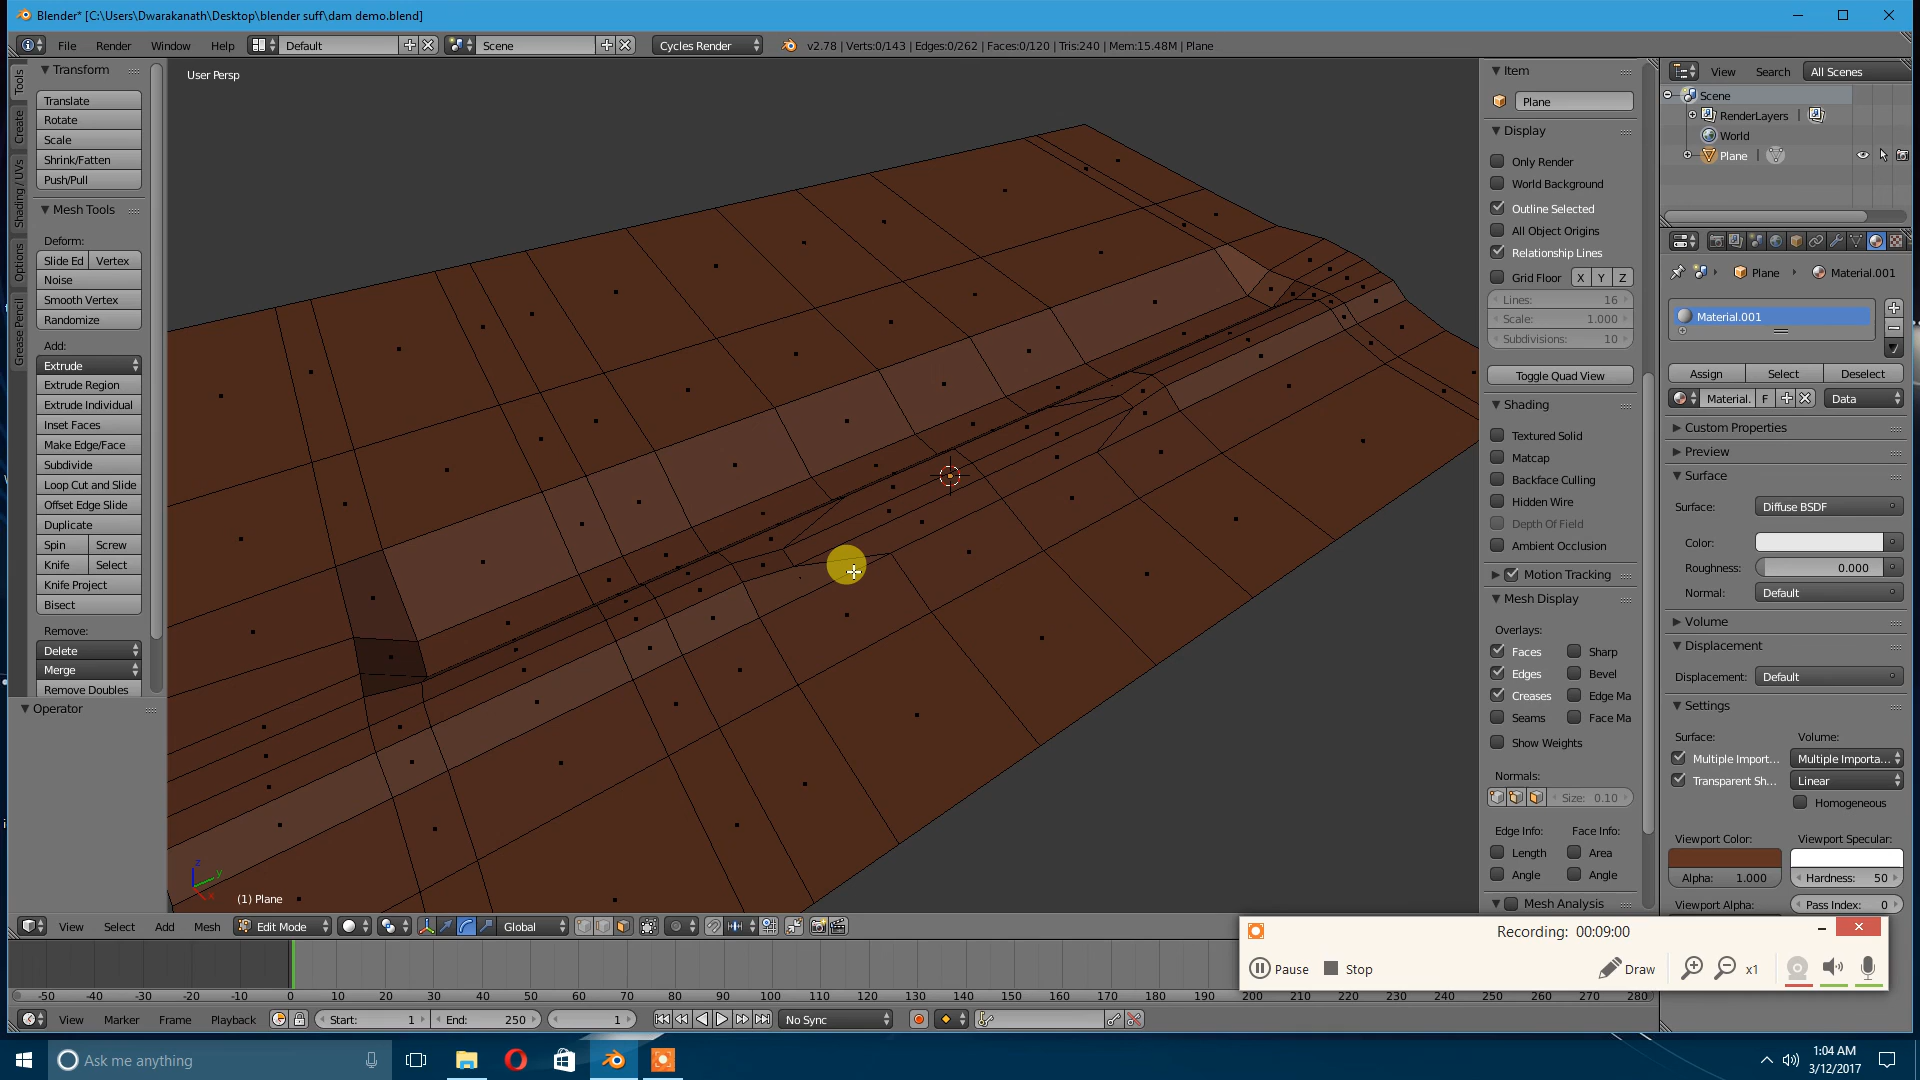 Blender* [C:\Users\Dwarakanath\Desktop\blender suff\dam demo.blend]
File Render Window Help Default Scene Cycles Render v2.78 | Verts:0/143 | Edges:0/262 | Faces:0/120 | Tris:240 | Mem:15.48M | Plane
Tools
Create
Shading / UVs
Options
Grease Pencil
Transform
Translate
Rotate
Scale
Shrink/Fatten
Push/Pull
Mesh Tools
Deform:
Slide Ed Vertex
Noise
Smooth Vertex
Randomize
Add:
Extrude
Extrude Region
Extrude Individual
Inset Faces
Make Edge/Face
Subdivide
Loop Cut and Slide
Offset Edge Slide
Duplicate
Spin Screw
Knife Select
Knife Project
Bisect
Remove:
Delete
Merge
Remove Doubles
Operator
User Persp
z
y
(1) Plane
Item
Plane
Display
Only Render
World Background
Outline Selected
All Object Origins
Relationship Lines
Grid Floor X Y Z
Lines: 16
Scale: 1.000
Subdivisions: 10
Toggle Quad View
Shading
Textured Solid
Matcap
Backface Culling
Hidden Wire
Depth Of Field
Ambient Occlusion
Motion Tracking
Mesh Display
Overlays:
Faces Sharp
Edges Bevel
Creases Edge Ma
Seams Face Ma
Show Weights
Normals:
Size: 0.10
Edge Info: Face Info:
Length Area
Angle Angle
Mesh Analysis
View Search All Scenes
Scene
RenderLayers
World
Plane
Plane Material.001
Material.001
Assign Select Deselect
Material. F Data
Custom Properties
Preview
Surface
Surface: Diffuse BSDF
Color:
Roughness: 0.000
Normal: Default
Volume
Displacement
Displacement: Default
Settings
Surface: Volume:
Multiple Import... Multiple Importa...
Transparent Sh... Linear
Homogeneous
Viewport Color: Viewport Specular:
Alpha: 1.000 Hardness: 50
Viewport Alpha: Pass Index: 0
View Select Add Mesh Edit Mode Global
Recording: 00:09:00
Pause Stop Draw x1
-50 -40 -30 -20 -10 0 10 20 30 40 50 60 70 80 90 100 110 120 130 140 150 160 170 180 190 200 210 220 230 240 250 260 270 280
View Marker Frame Playback Start: 1 End: 250 1 No Sync
Ask me anything
1:04 AM
3/12/2017